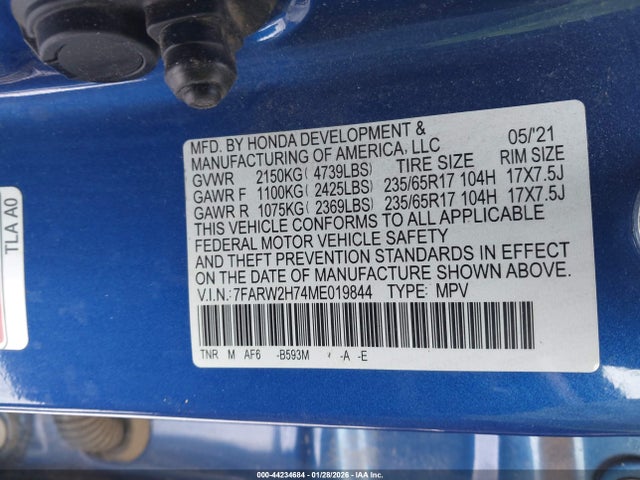 MFD. BY HONDA DEVELOPMENT & 05/'21
MANUFACTURING OF AMERICA, LLC
GVWR 2150KG( 4739LBS) TIRE SIZE RIM SIZE
GAWR F 1100KG( 2425LBS) 235/65R17 104H 17X7.5J
GAWR R 1075KG( 2369LBS) 235/65R17 104H 17X7.5J
THIS VEHICLE CONFORMS TO ALL APPLICABLE
FEDERAL MOTOR VEHICLE SAFETY
AND THEFT PREVENTION STANDARDS IN EFFECT
ON THE DATE OF MANUFACTURE SHOWN ABOVE.
V.I.N.:7FARW2H74ME019844 TYPE: MPV
TNR M AF6 -B593M -A -E
TLA A0
00-44234684 | 01/28/2026 | IAA Corp.